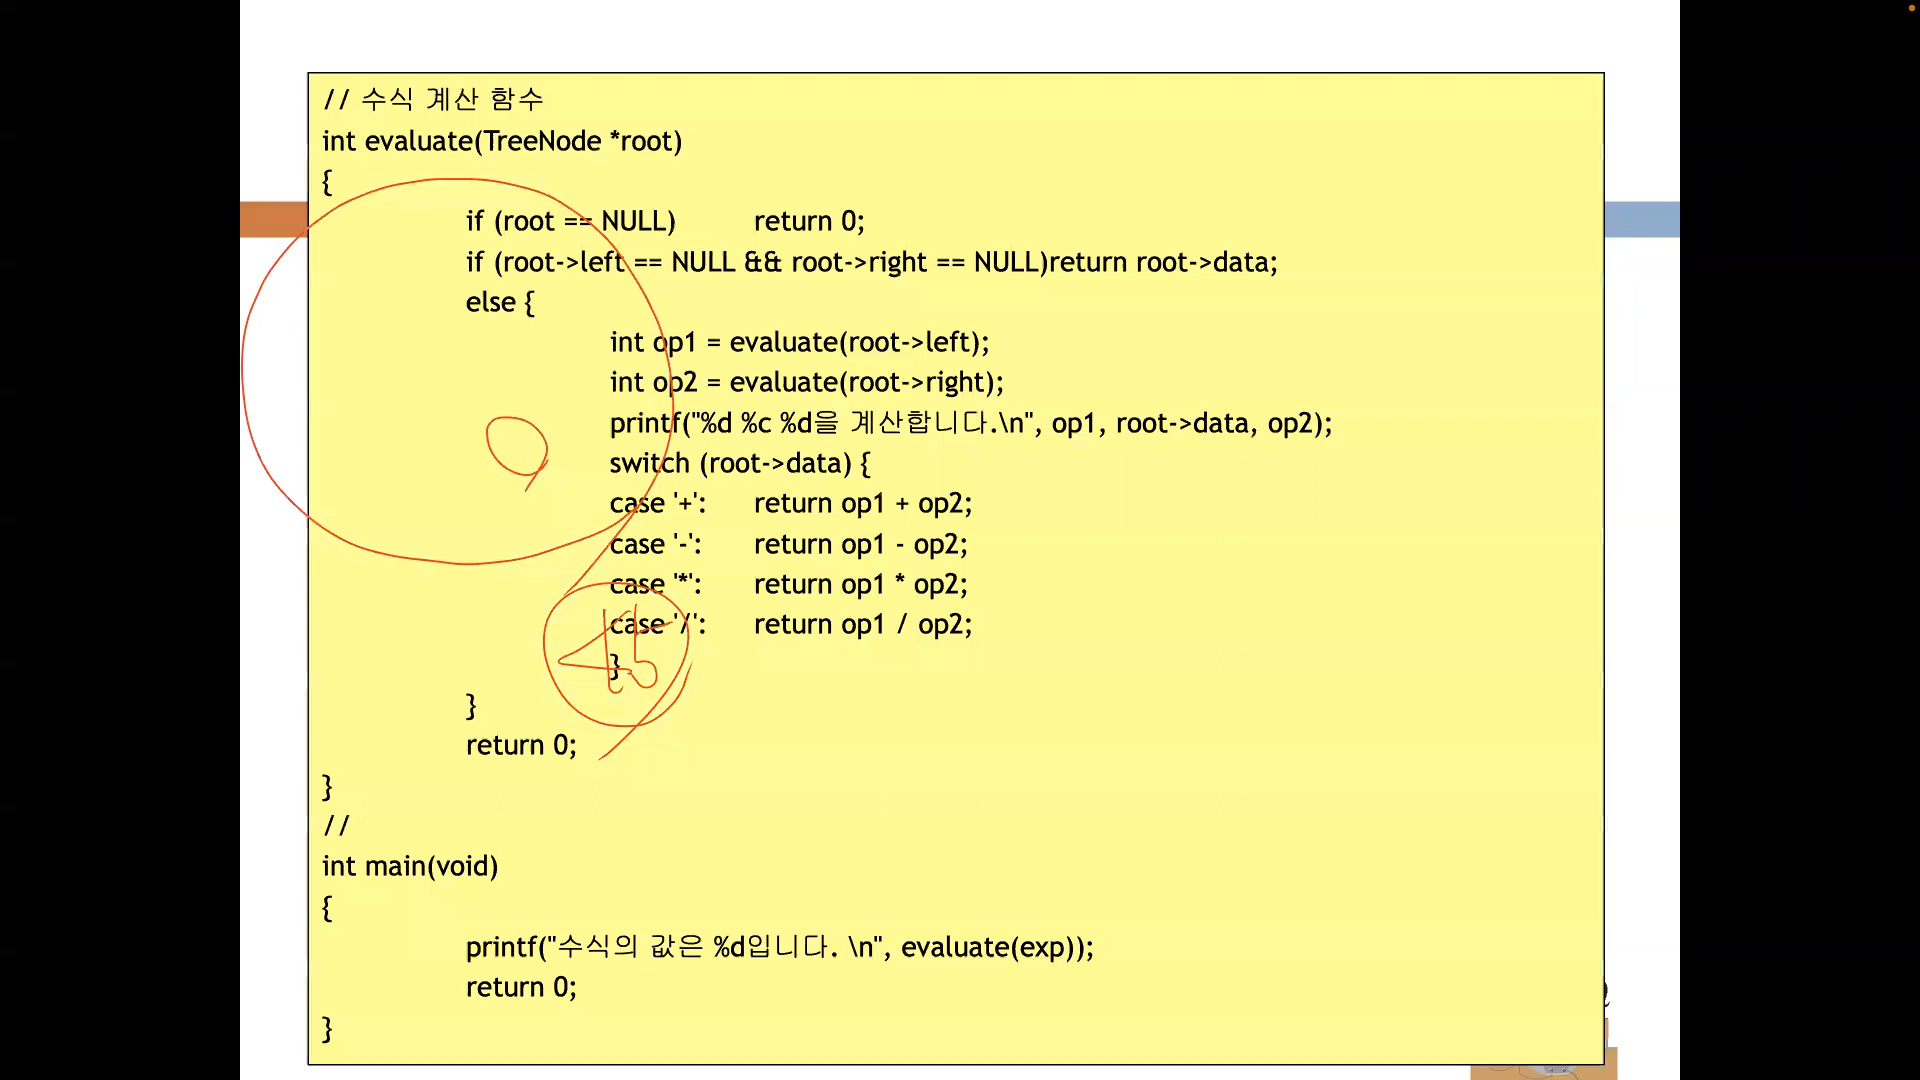 // 수식 계산 함수
int evaluate(TreeNode *root)
{
if (root == NULL) return 0;
if (root->left == NULL && root->right == NULL)return root->data;
else {
int op1 = evaluate(root->left);
int op2 = evaluate(root->right);
printf("%d %c %d을 계산합니다.\n", op1, root->data, op2);
switch (root->data) {
case '+': return op1 + op2;
case '-': return op1 - op2;
case '*': return op1 * op2;
case '/': return op1 / op2;
}
45
}
return 0;
}
//
int main(void)
{
printf("수식의 값은 %d입니다. \n", evaluate(exp));
return 0;
}